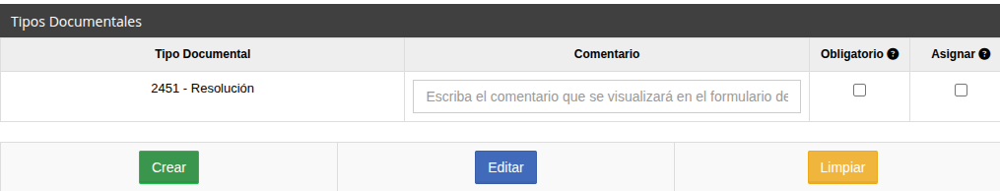 Tipos Documentales
Tipo Documental Comentario Obligatorio ? Asignar ?
2451 - Resolución Escriba el comentario que se visualizará en el formulario de
Crear Editar Limpiar